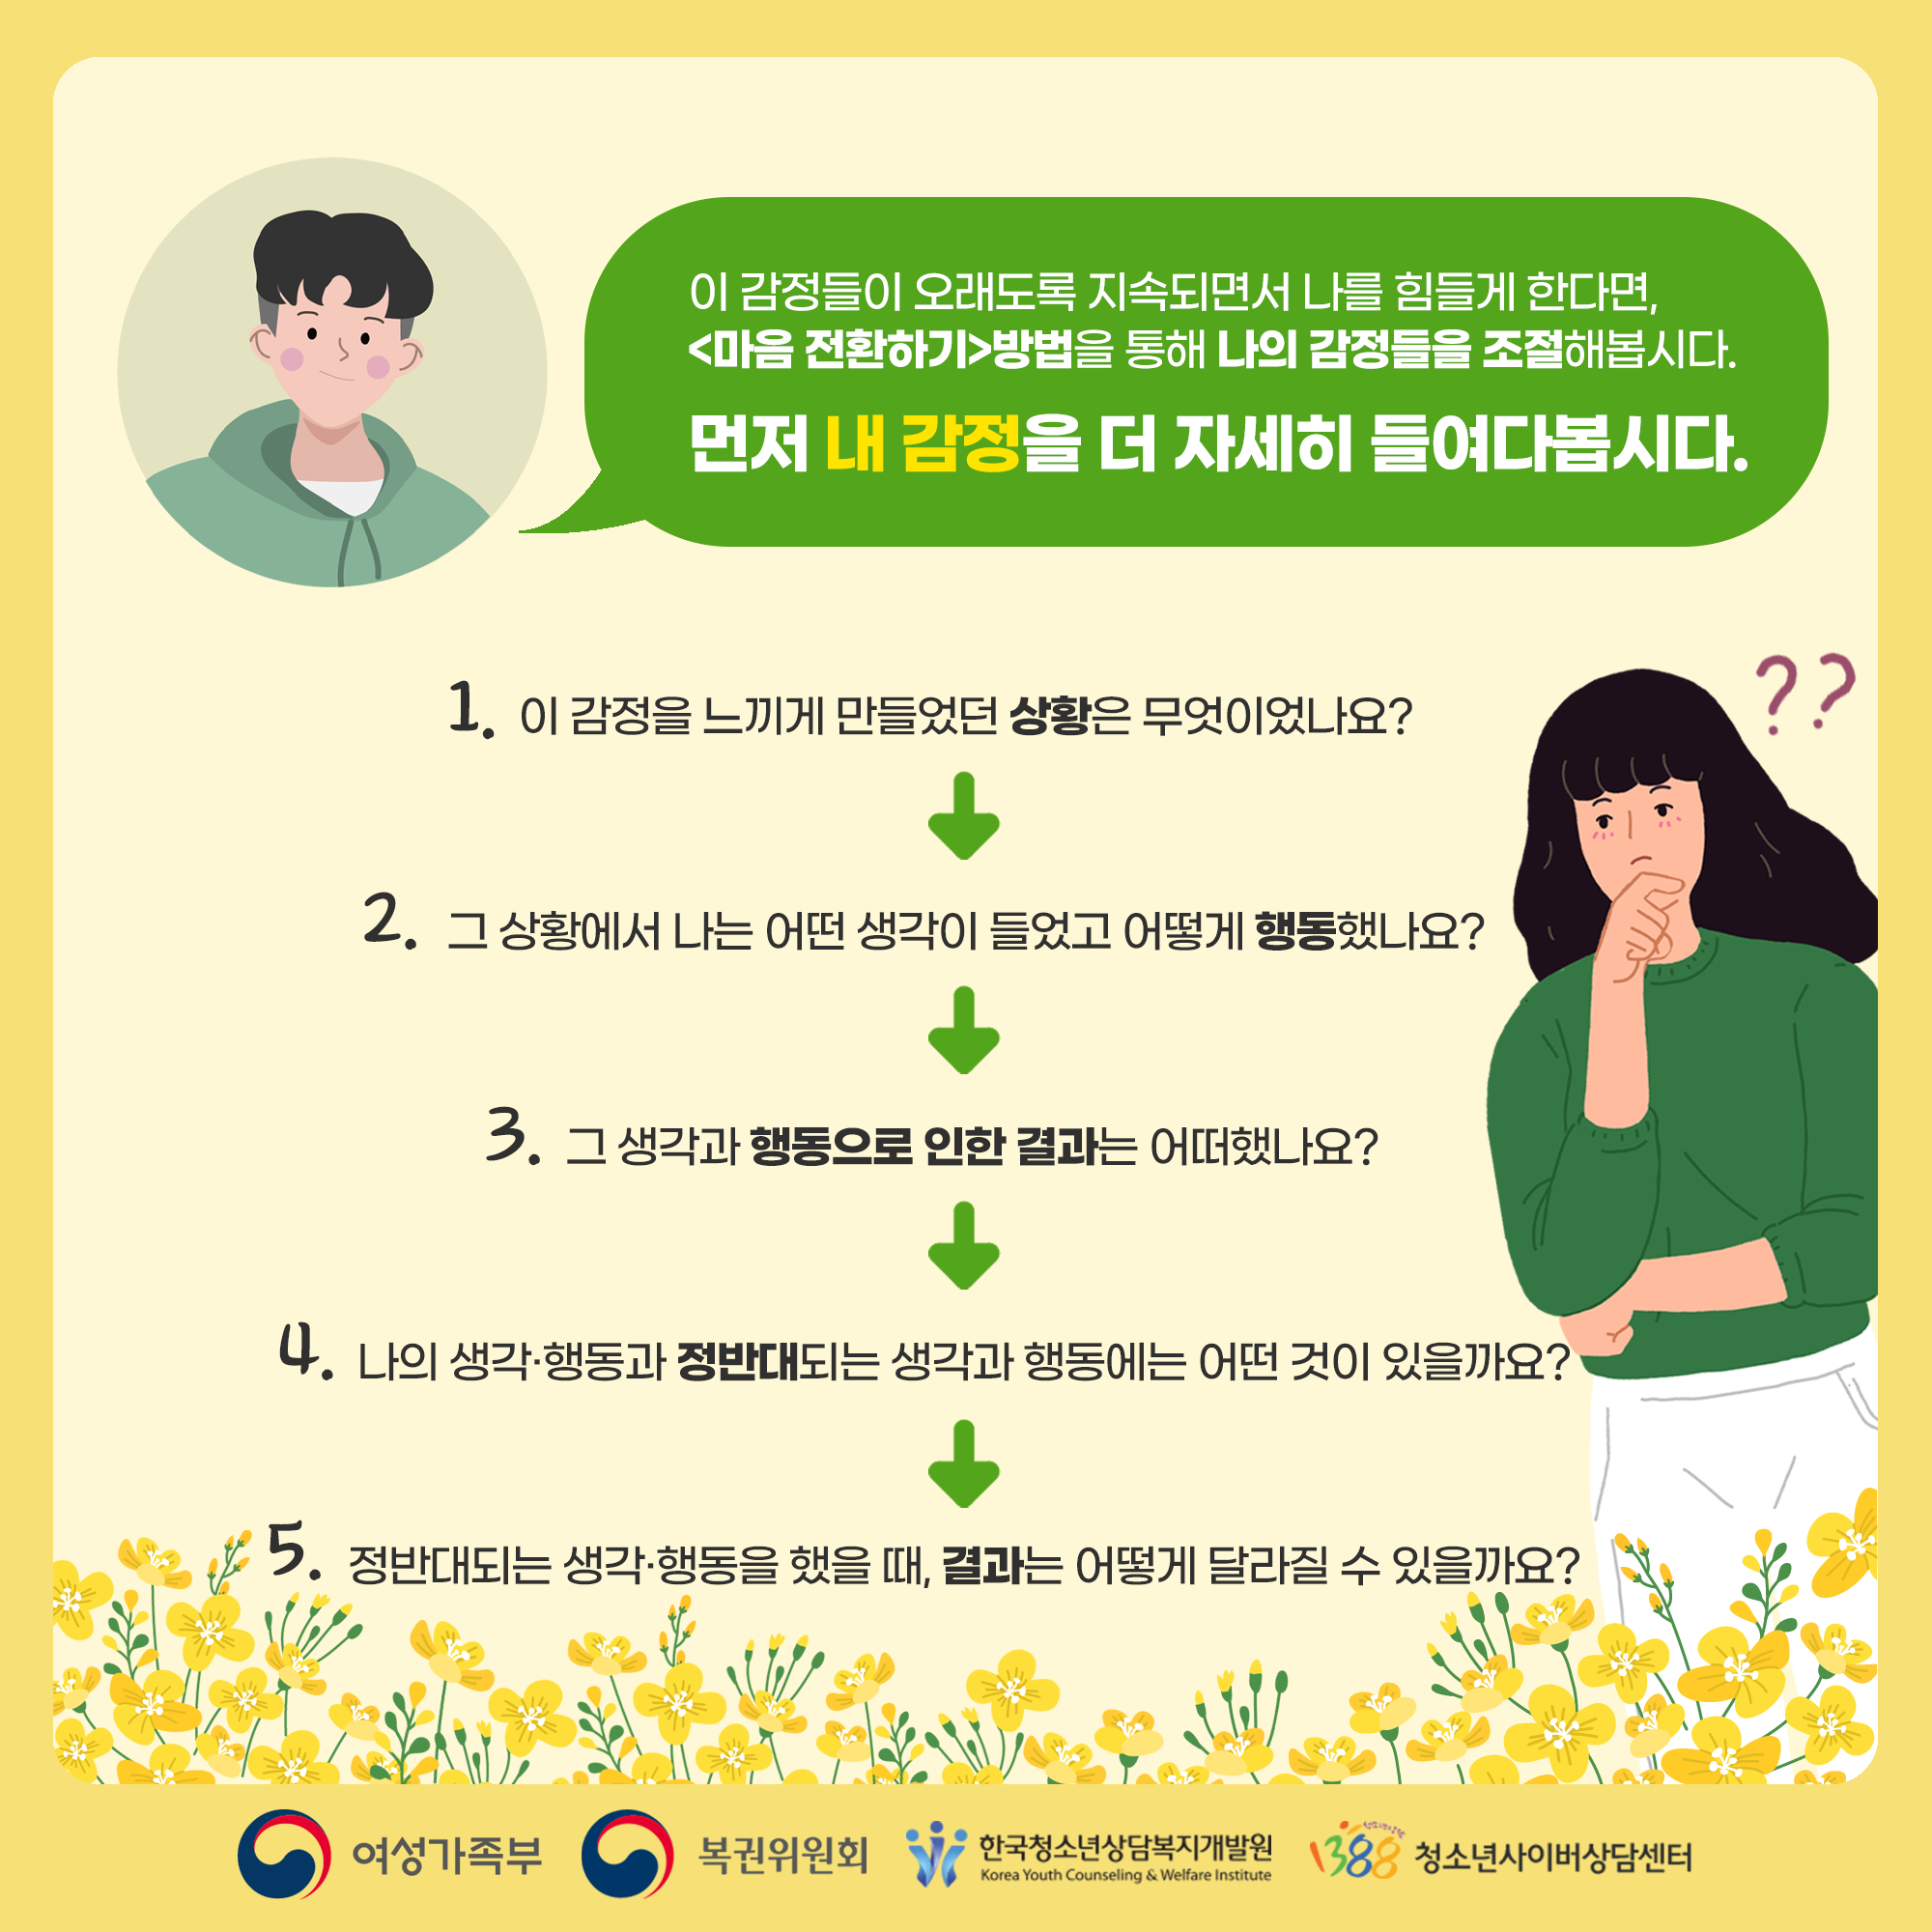 이 감정들이 오래도록 지속되면서 나를 힘들게 한다면,
<마음 전환하기>방법을 통해 나의 감정들을 조절해봅시다.
먼저 내 감정을 더 자세히 들여다봅시다.
??
1. 이 감정을 느끼게 만들었던 상황은 무엇이었나요?
2. 그 상황에서 나는 어떤 생각이 들었고 어떻게 행동했나요?
3. 그 생각과 행동으로 인한 결과는 어떠했나요?
4. 나의 생각·행동과 정반대되는 생각과 행동에는 어떤 것이 있을까요?
5. 정반대되는 생각·행동을 했을 때, 결과는 어떻게 달라질 수 있을까요?
여성가족부
복권위원회
한국청소년상담복지개발원
Korea Youth Counseling & Welfare Institute
1388 청소년사이버상담센터